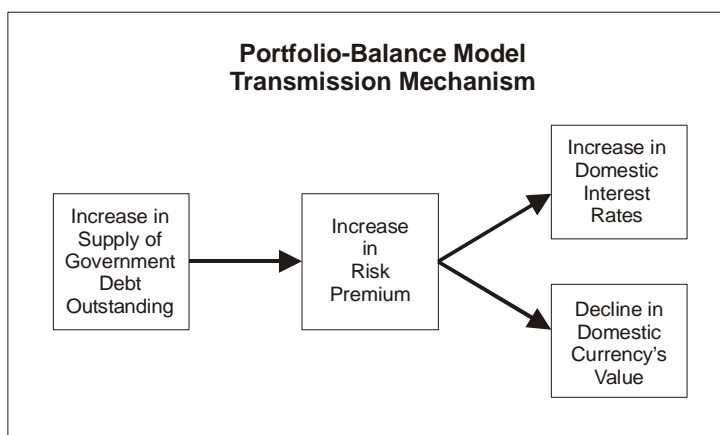 Portfolio-Balance Model
Transmission Mechanism
Increase in
Supply of
Government
Debt
Outstanding
Increase
in
Risk
Premium
Increase in
Domestic
Interest
Rates
Decline in
Domestic
Currency's
Value